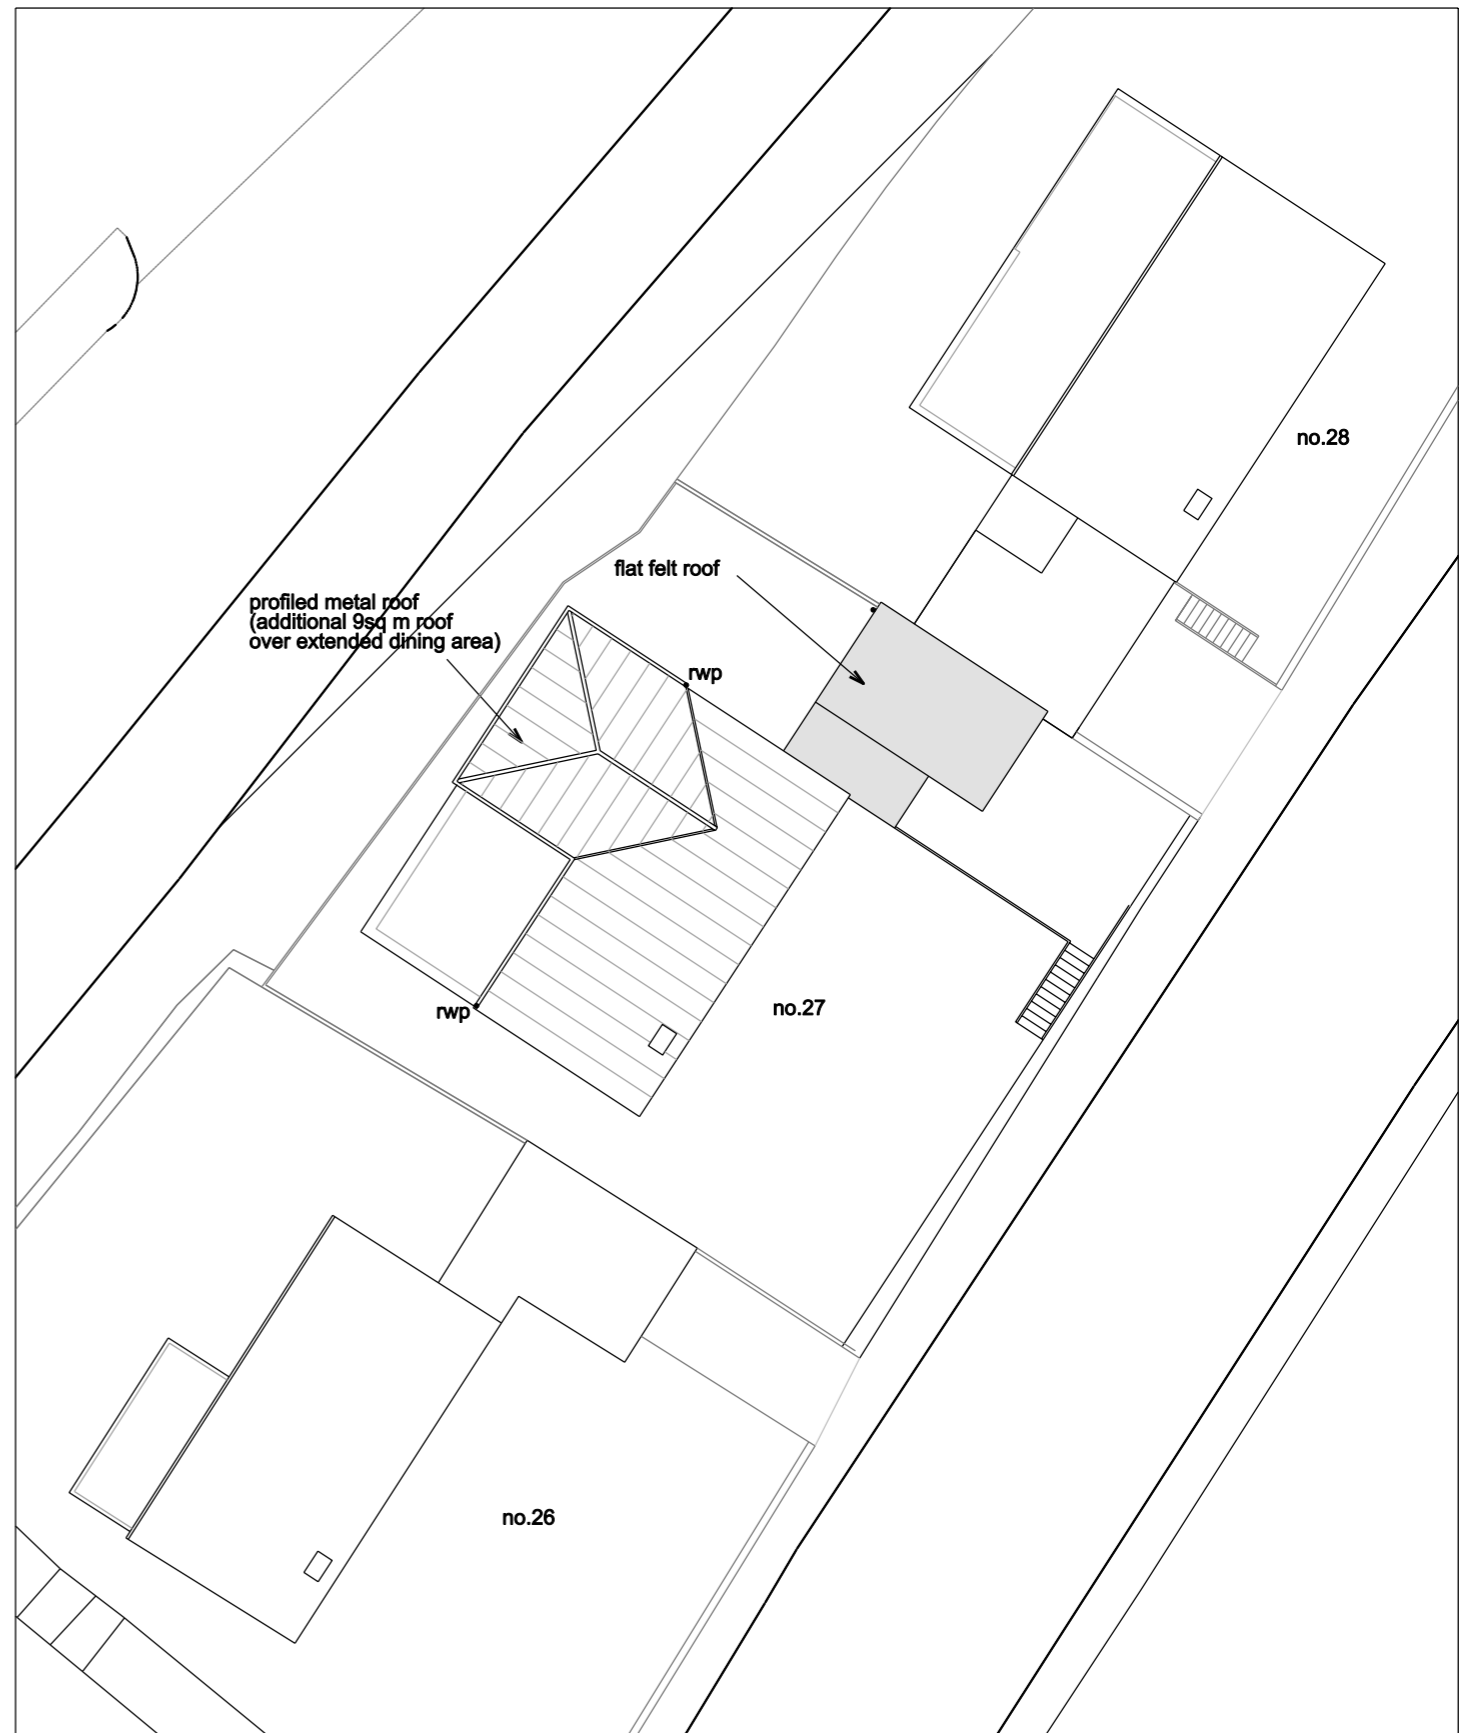 no.28
flat felt roof
profiled metal roof
(additional 9sq m roof
over extended dining area)
rwp
no.27
rwp
no.26